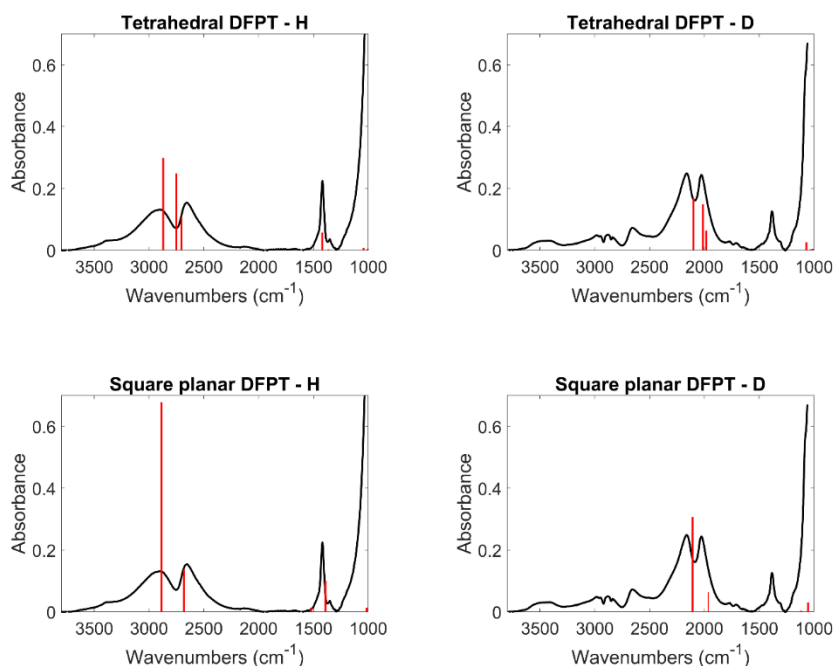 Tetrahedral DFPT - H
Absorbance
0.6
0.4
0.2
0
3500 3000 2500 2000 1500 1000
Wavenumbers (cm⁻¹)
Tetrahedral DFPT - D
Absorbance
0.6
0.4
0.2
0
3500 3000 2500 2000 1500 1000
Wavenumbers (cm⁻¹)
Square planar DFPT - H
Absorbance
0.6
0.4
0.2
0
3500 3000 2500 2000 1500 1000
Wavenumbers (cm⁻¹)
Square planar DFPT - D
Absorbance
0.6
0.4
0.2
0
3500 3000 2500 2000 1500 1000
Wavenumbers (cm⁻¹)